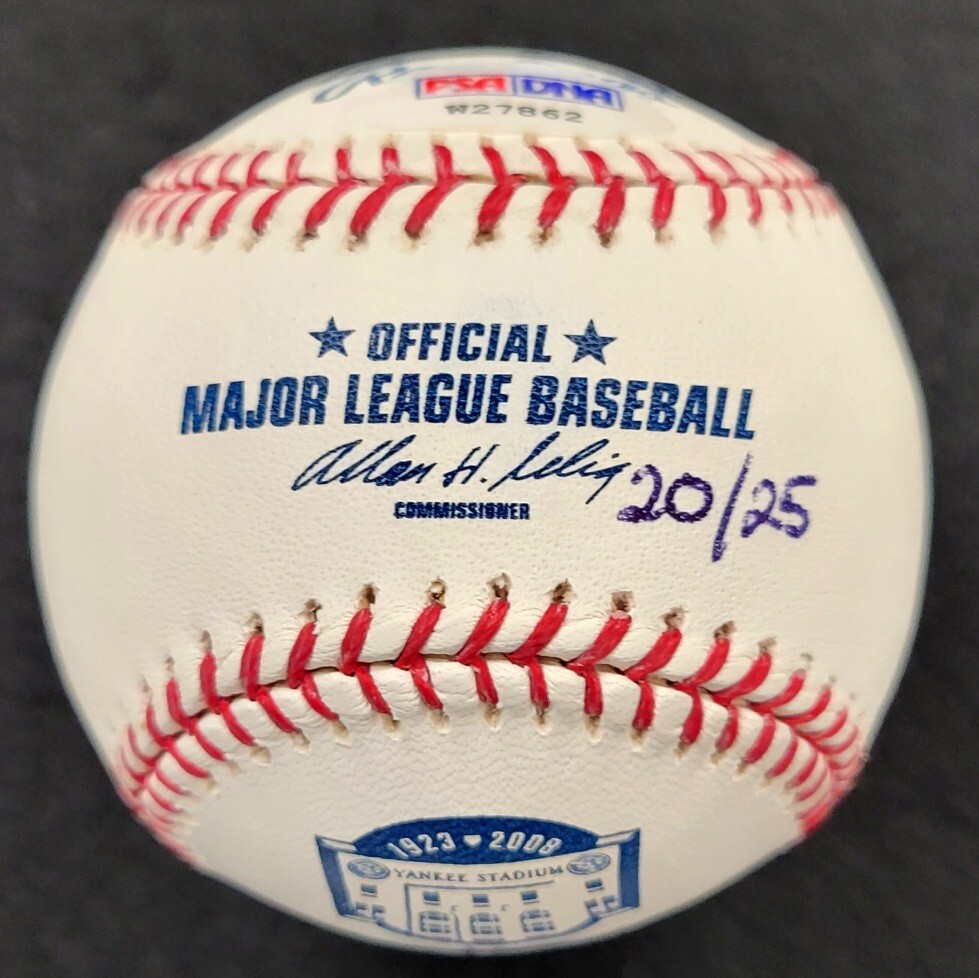 PSA DNA
W27862
OFFICIAL
MAJOR LEAGUE BASEBALL
Allan H. Selig
COMMISSIONER
20/25
1923 2008
YANKEE STADIUM